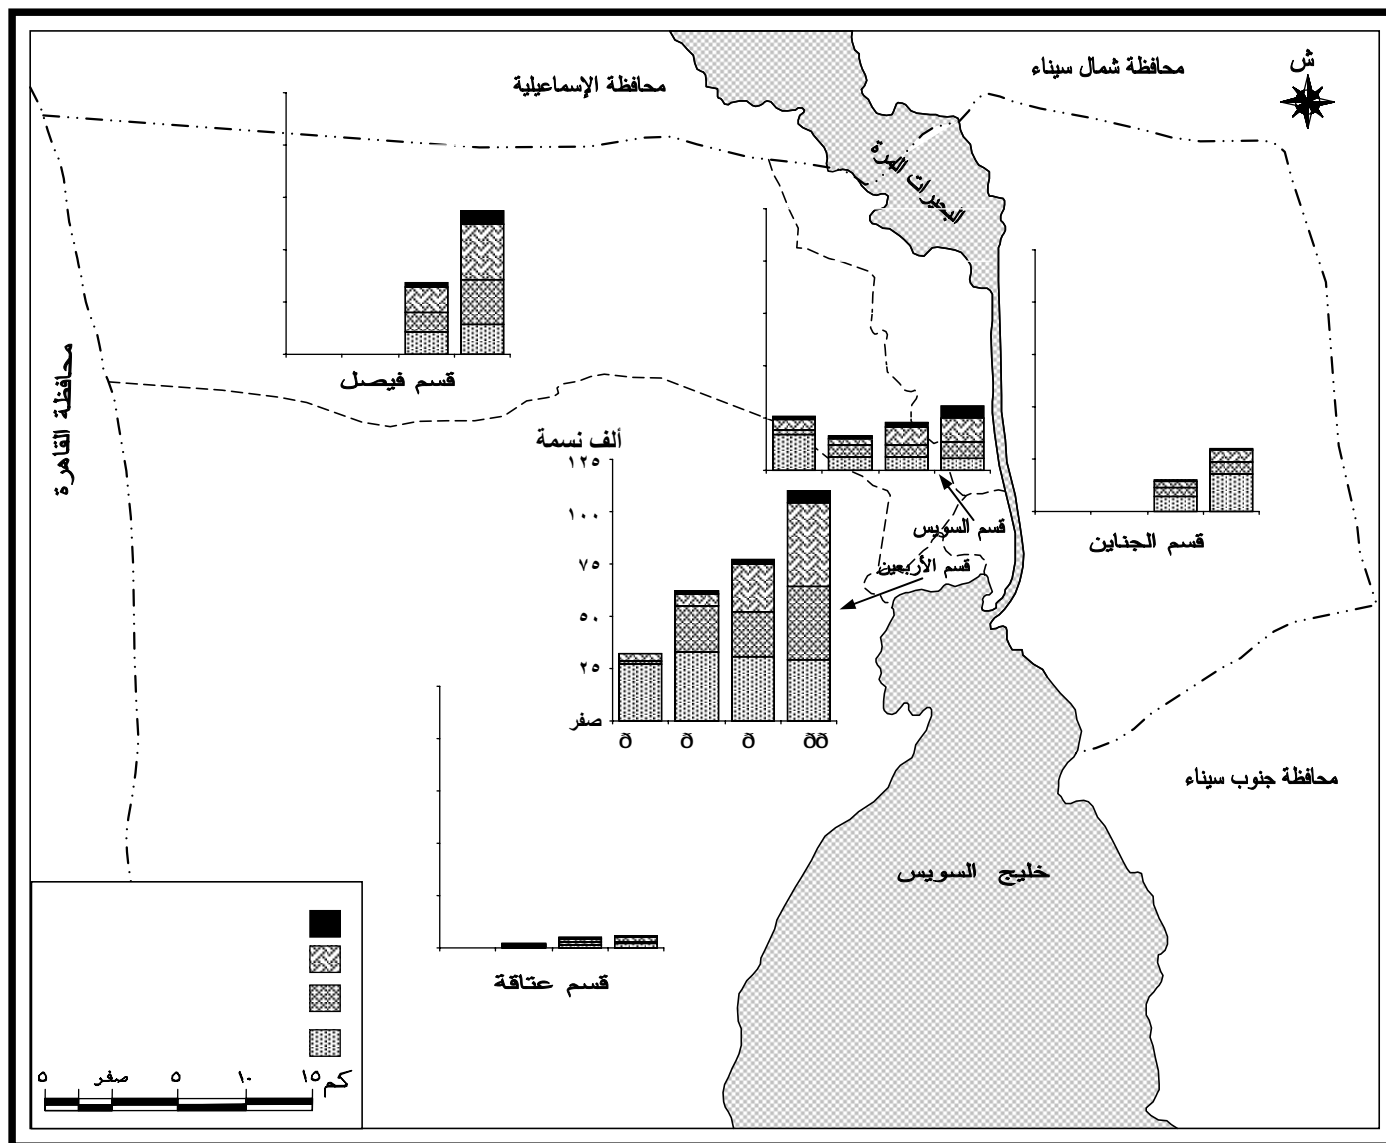 محافظة شمال سيناء
ش
محافظة الإسماعيلية
البحيرات المرة
محافظة القاهرة
قسم فيصل
ألف نسمة
١٢٥
١٠٠
٧٥
٥٠
٢٥
صفر
ð ð ð ðð
قسم السويس
قسم الجناين
قسم الأربعين
محافظة جنوب سيناء
خليج السويس
قسم عتاقة
٥ صفر ٥ ١٠ ١٥ كم